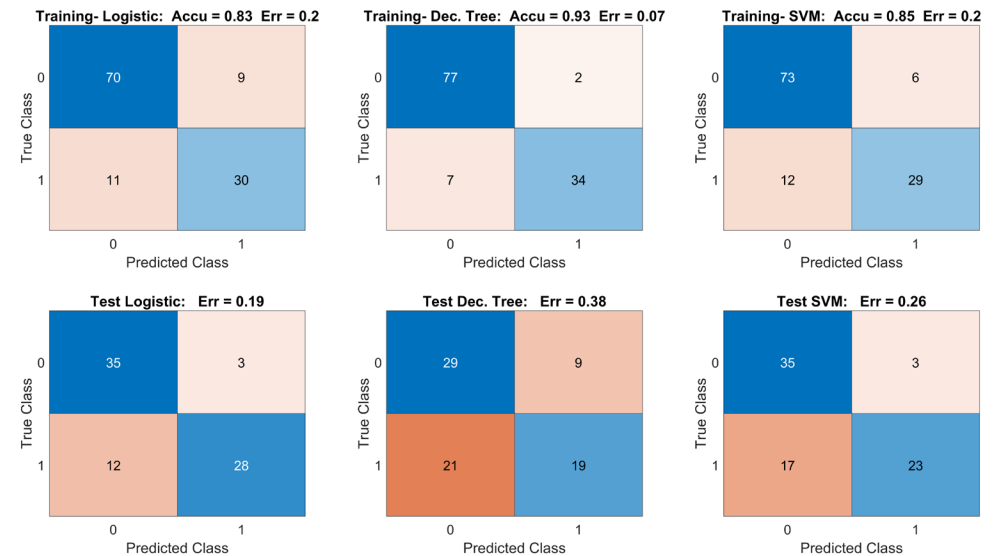 Training- Logistic:  Accu = 0.83  Err = 0.2
True Class
0
70
9
1
11
30
0
1
Predicted Class
Training- Dec. Tree:  Accu = 0.93  Err = 0.07
True Class
0
77
2
1
7
34
0
1
Predicted Class
Training- SVM:  Accu = 0.85  Err = 0.2
True Class
0
73
6
1
12
29
0
1
Predicted Class
Test Logistic:   Err = 0.19
True Class
0
35
3
1
12
28
0
1
Predicted Class
Test Dec. Tree:   Err = 0.38
True Class
0
29
9
1
21
19
0
1
Predicted Class
Test SVM:   Err = 0.26
True Class
0
35
3
1
17
23
0
1
Predicted Class